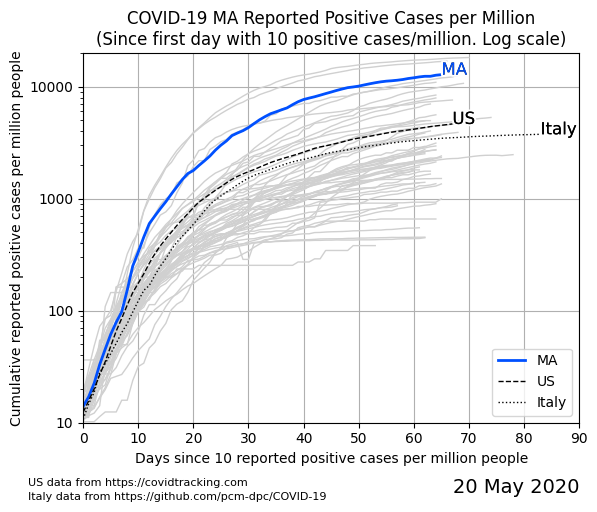 COVID-19 MA Reported Positive Cases per Million
(Since first day with 10 positive cases/million. Log scale)
Cumulative reported positive cases per million people
10000
1000
100
10
MA
US
Italy
MA
US
Italy
0 10 20 30 40 50 60 70 80 90
Days since 10 reported positive cases per million people
US data from https://covidtracking.com
Italy data from https://github.com/pcm-dpc/COVID-19
20 May 2020